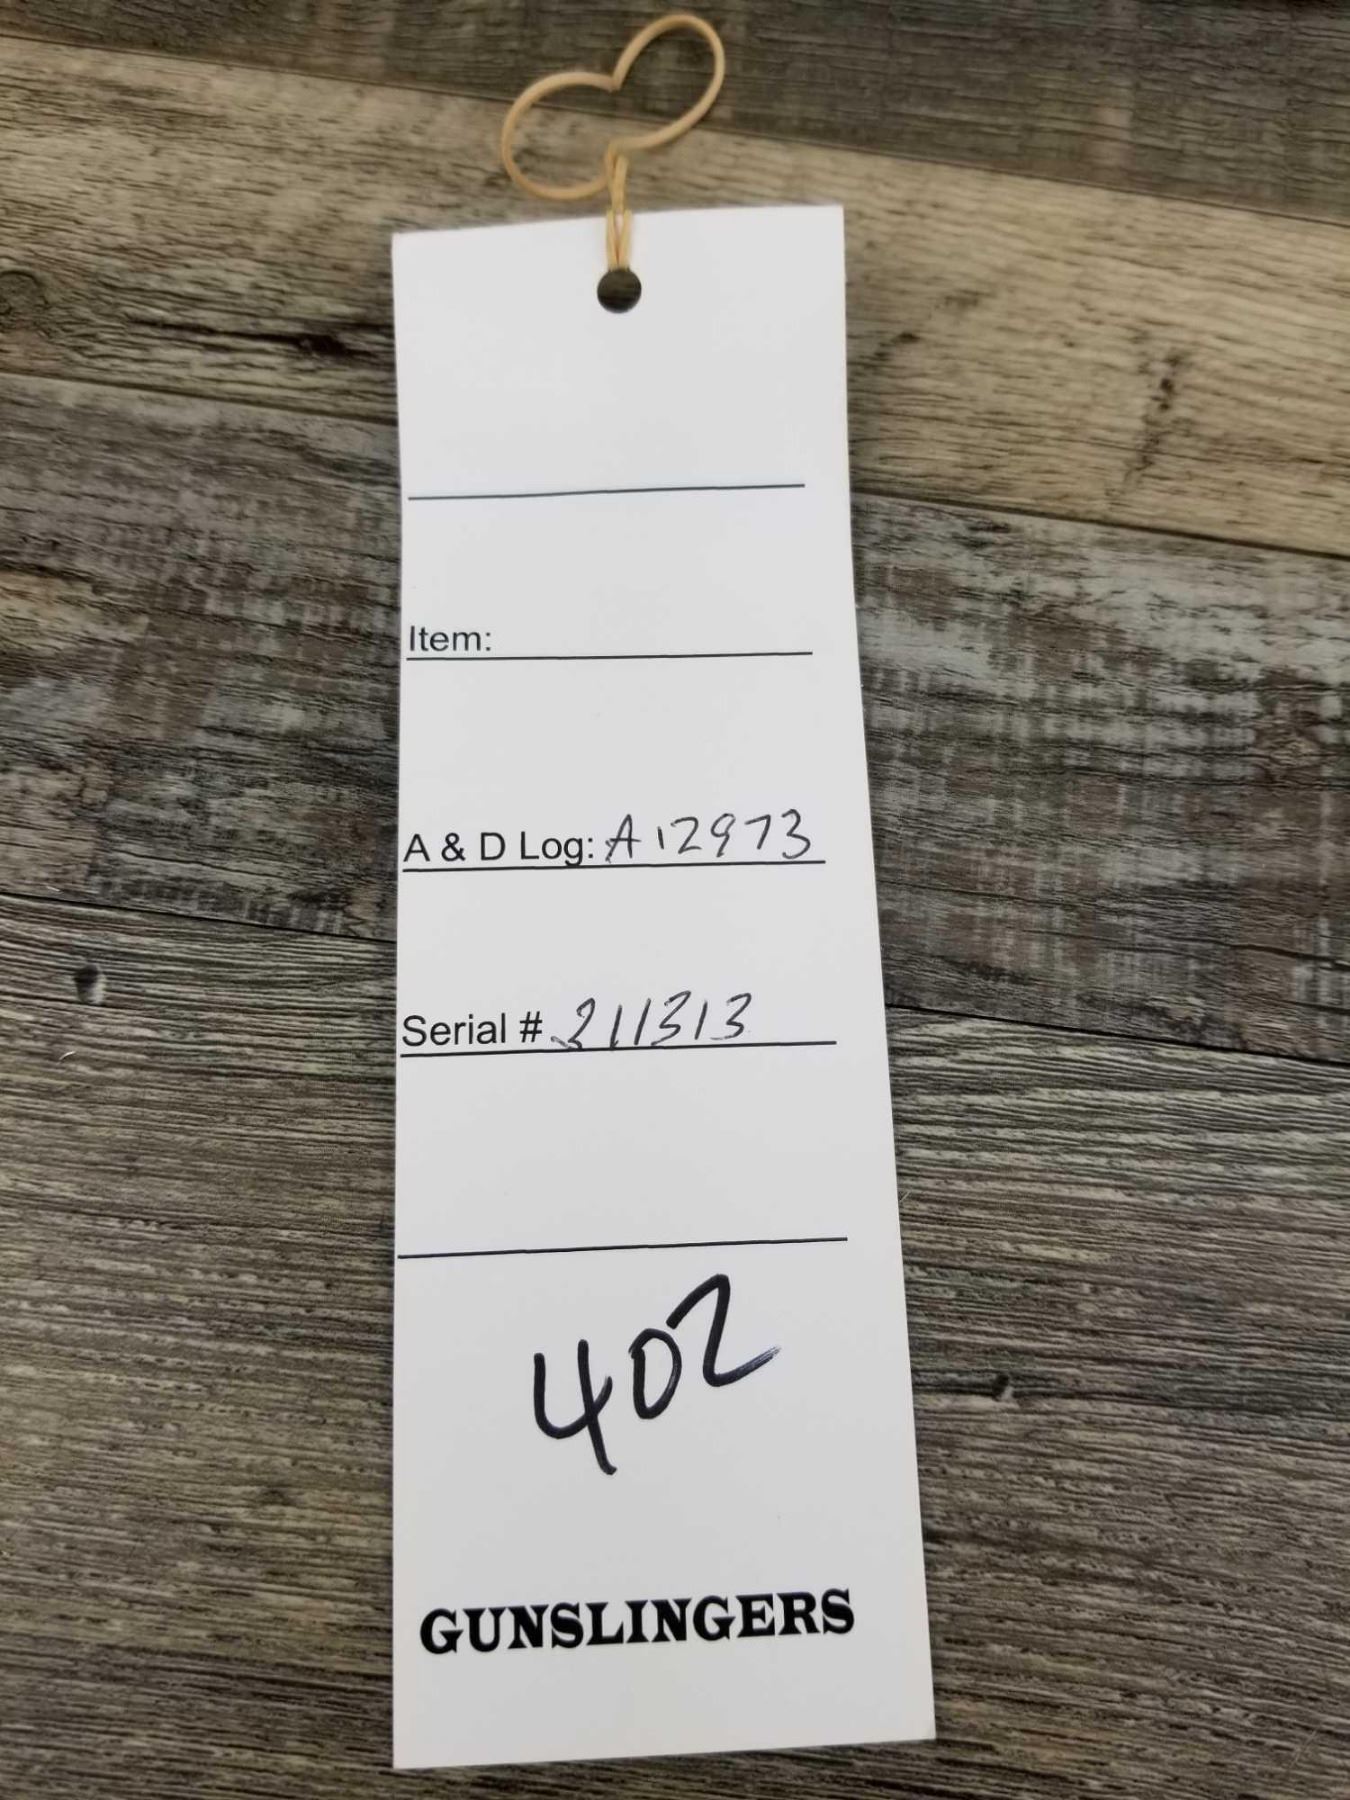 Item:
A & D Log: A12973
Serial # 211313
402
GUNSLINGERS